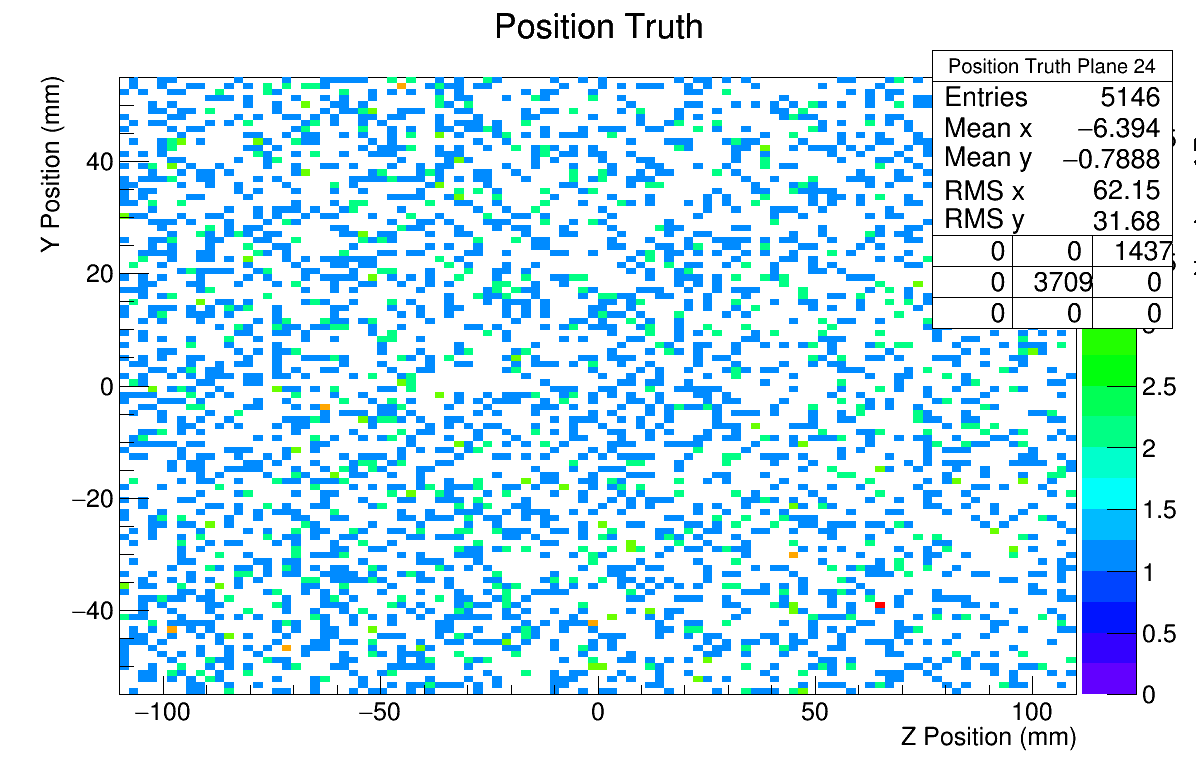 Position Truth
Position Truth Plane 24
Entries 5146
Mean x −6.394
Mean y −0.7888
RMS x 62.15
RMS y 31.68
0 0 1437
0 3709 0
0 0 0
Y Position (mm)
40
20
0
−20
−40
2.5
2
1.5
1
0.5
0
−100 −50 0 50 100
Z Position (mm)